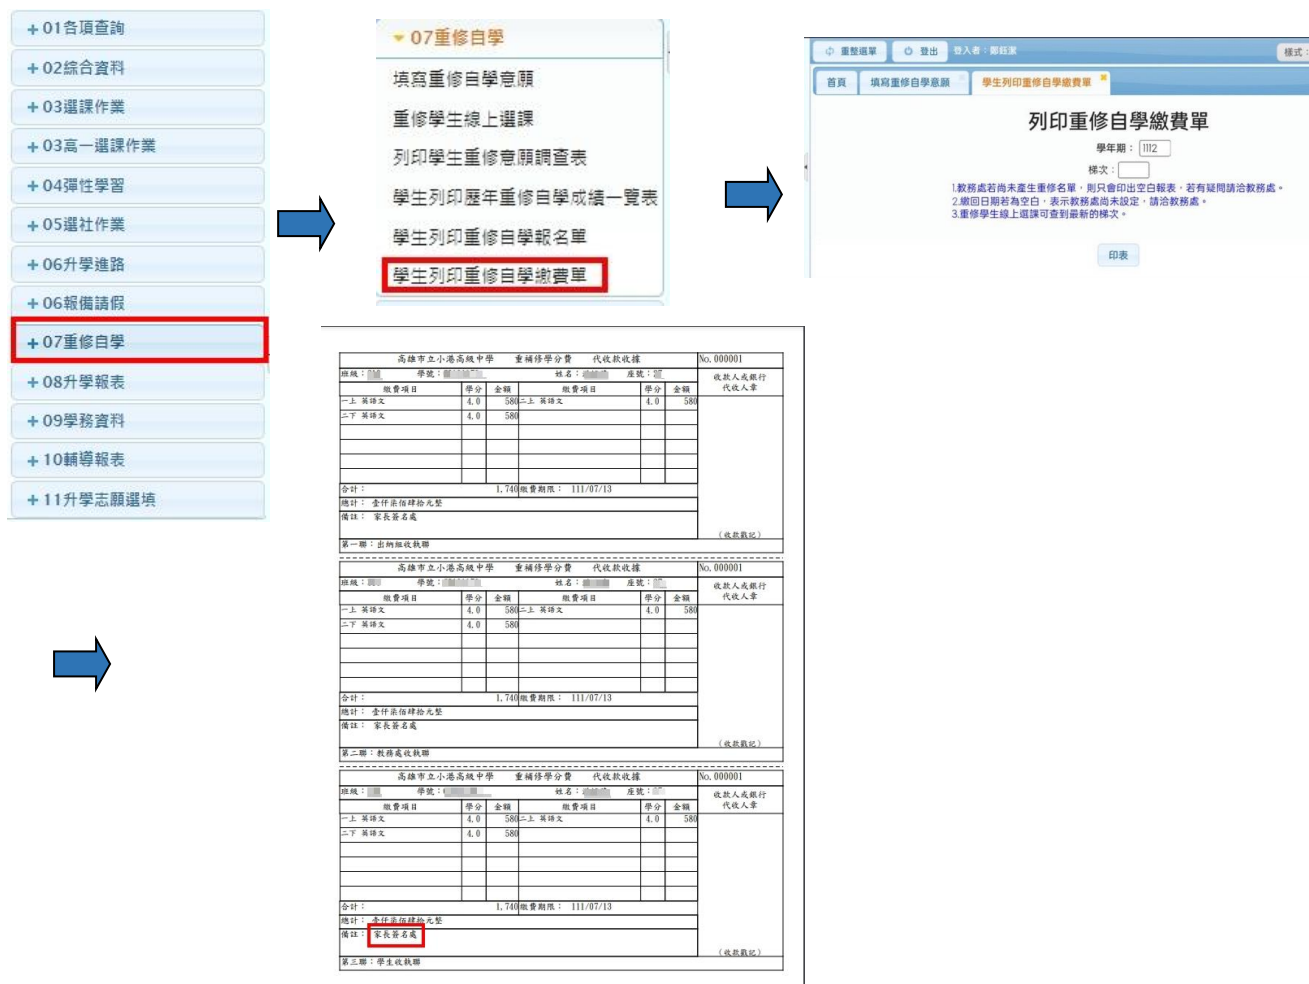 + 01各項查詢
+ 02綜合資料
+ 03選課作業
+ 03高一選課作業
+ 04彈性學習
+ 05選社作業
+ 06升學進路
+ 06報備請假
+ 07重修自學
+ 08升學報表
+ 09學務資料
+ 10輔導報表
+ 11升學志願選填
07重修自學
填寫重修自學意願
重修學生線上選課
列印學生重修意願調查表
學生列印歷年重修自學成績一覽表
學生列印重修自學報名單
學生列印重修自學繳費單
重整選單 登出 登入者：鄭鈺潔 樣式：
首頁 填寫重修自學意願 學生列印重修自學繳費單
列印重修自學繳費單
學年期： 1112
梯次：
1.教務處若尚未產生重修名單，則只會印出空白報表，若有疑問請洽教務處。
2.繳回日期若為空白，表示教務處尚未設定，請洽教務處。
3.重修學生線上選課可查到最新的梯次。
印表
高雄市立小港高級中學 重補修學分費 代收款收據 No.000001
班級： 學號： 姓名： 座號： 收款人或銀行
繳費項目 學分 金額 繳費項目 學分 金額 代收人章
一上 英語文 4.0 580 二上 英語文 4.0 580
二下 英語文 4.0 580
合計： 1,740 繳費期限： 111/07/13
總計： 壹仟柒佰肆拾元整
備註： 家長簽名處
（收款戳記）
第一聯：出納組收執聯
高雄市立小港高級中學 重補修學分費 代收款收據 No.000001
班級： 學號： 姓名： 座號： 收款人或銀行
繳費項目 學分 金額 繳費項目 學分 金額 代收人章
一上 英語文 4.0 580 二上 英語文 4.0 580
二下 英語文 4.0 580
合計： 1,740 繳費期限： 111/07/13
總計： 壹仟柒佰肆拾元整
備註： 家長簽名處
（收款戳記）
第二聯：教務處收執聯
高雄市立小港高級中學 重補修學分費 代收款收據 No.000001
班級： 學號： 姓名： 座號： 收款人或銀行
繳費項目 學分 金額 繳費項目 學分 金額 代收人章
一上 英語文 4.0 580 二上 英語文 4.0 580
二下 英語文 4.0 580
合計： 1,740 繳費期限： 111/07/13
總計： 壹仟柒佰肆拾元整
備註： 家長簽名處
（收款戳記）
第三聯：學生收執聯